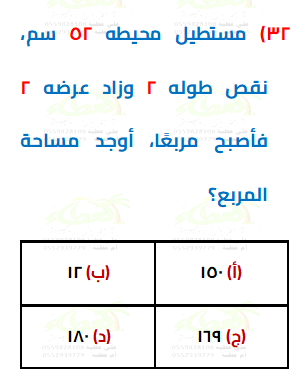 ٣٢) مستطيل محيطه ٥٢ سم،
نقص طوله ٢ وزاد عرضه ٢
فأصبح مربعًا، أوجد مساحة
المربع؟
(أ) ١٥٠
(ب) ١٢
(ج) ١٦٩
(د) ١٨٠